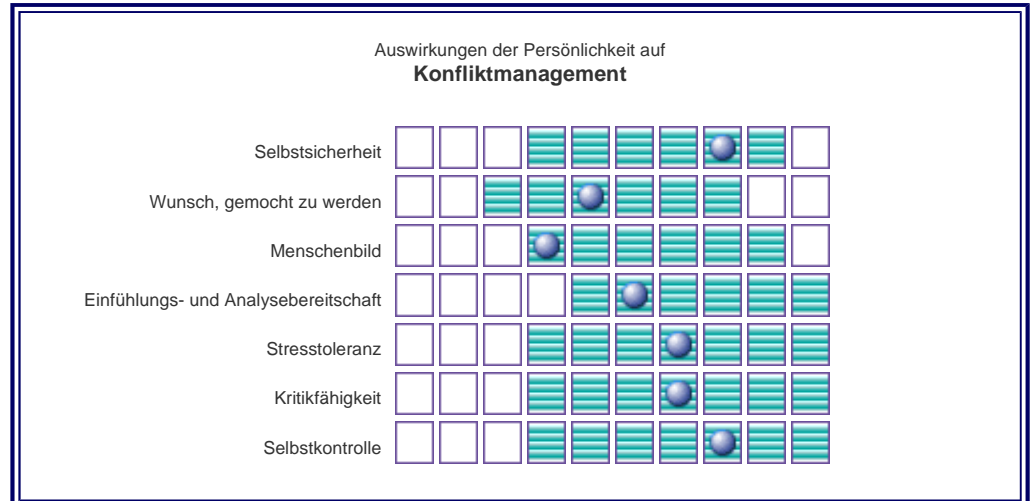 Auswirkungen der Persönlichkeit auf
Konfliktmanagement
Selbstsicherheit
Wunsch, gemocht zu werden
Menschenbild
Einfühlungs- und Analysebereitschaft
Stresstoleranz
Kritikfähigkeit
Selbstkontrolle